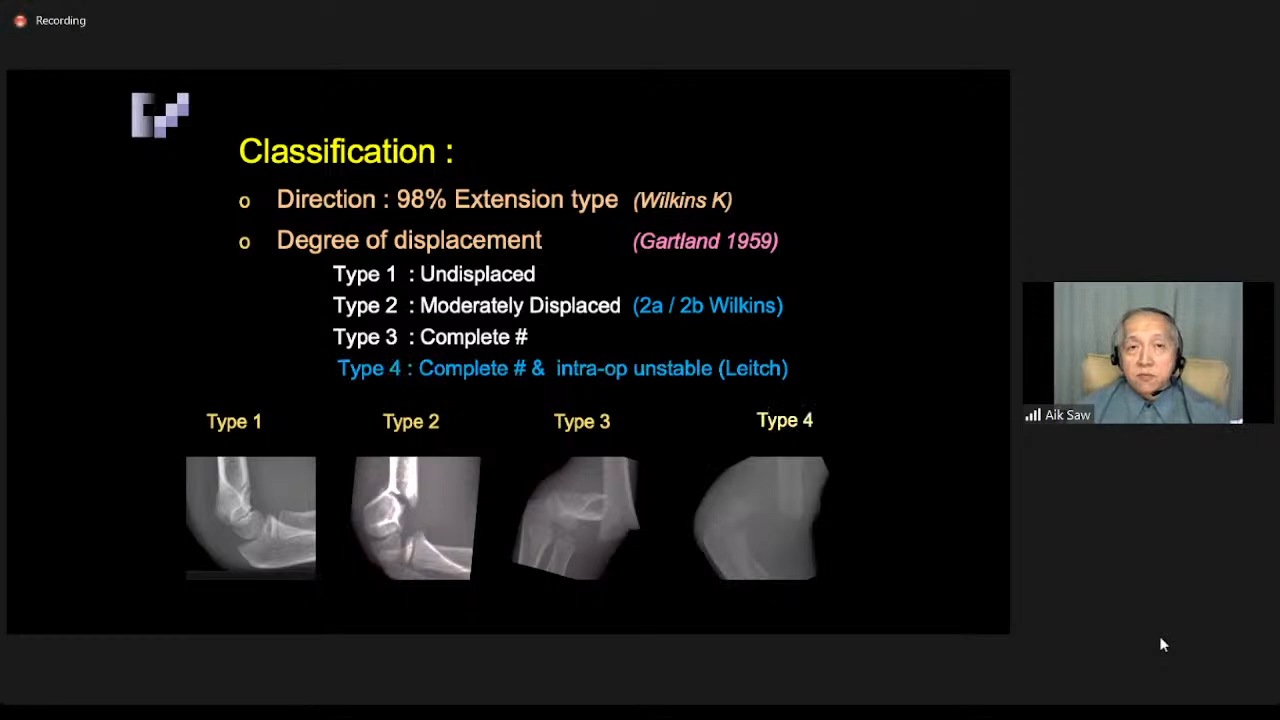 Recording
Classification :
o Direction : 98% Extension type (Wilkins K)
o Degree of displacement (Gartland 1959)
Type 1 : Undisplaced
Type 2 : Moderately Displaced (2a / 2b Wilkins)
Type 3 : Complete #
Type 4 : Complete # & intra-op unstable (Leitch)
Type 1 Type 2 Type 3 Type 4
Aik Saw